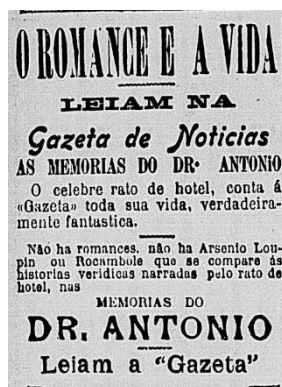 O ROMANCE E A VIDA
LEIAM NA
Gazeta de Noticias
AS MEMORIAS DO DR. ANTONIO
O celebre rato de hotel, conta á
«Gazeta» toda sua vida, verdadeira-
mente fantastica.
Não ha romances, não ha Arsenio Lou-
pin ou Rocambole que se compare ás
historias veridicas narradas pelo rato de
hotel, nas
MEMORIAS DO
DR. ANTONIO
Leiam a "Gazeta"